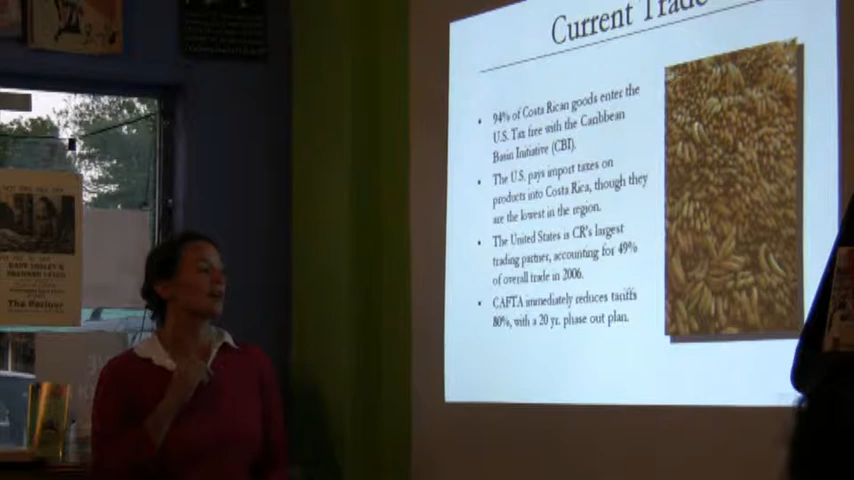 Current Trade
• 94% of Costa Rican goods enter the
U.S. Tax free with the Caribbean
Basin Initiative (CBI).
• The U.S. pays import taxes on
products into Costa Rica, though they
are the lowest in the region.
• The United States is CR's largest
trading partner, accounting for 49%
of overall trade in 2006.
• CAFTA immediately reduces tariffs
80%, with a 20 yr. phase out plan.
The Berliner